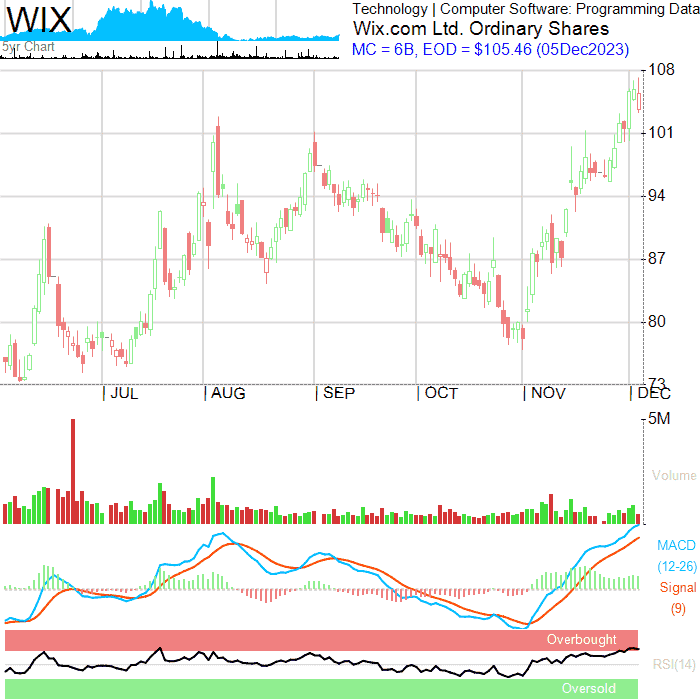 WIX
5yr Chart
Technology | Computer Software: Programming Data
Wix.com Ltd. Ordinary Shares
MC = 6B, EOD = $105.46 (05Dec2023)
108
101
94
87
80
73
| JUL | AUG | SEP | OCT | NOV | DEC
5M
Volume
MACD
(12-26)
Signal
(9)
Overbought
RSI(14)
Oversold